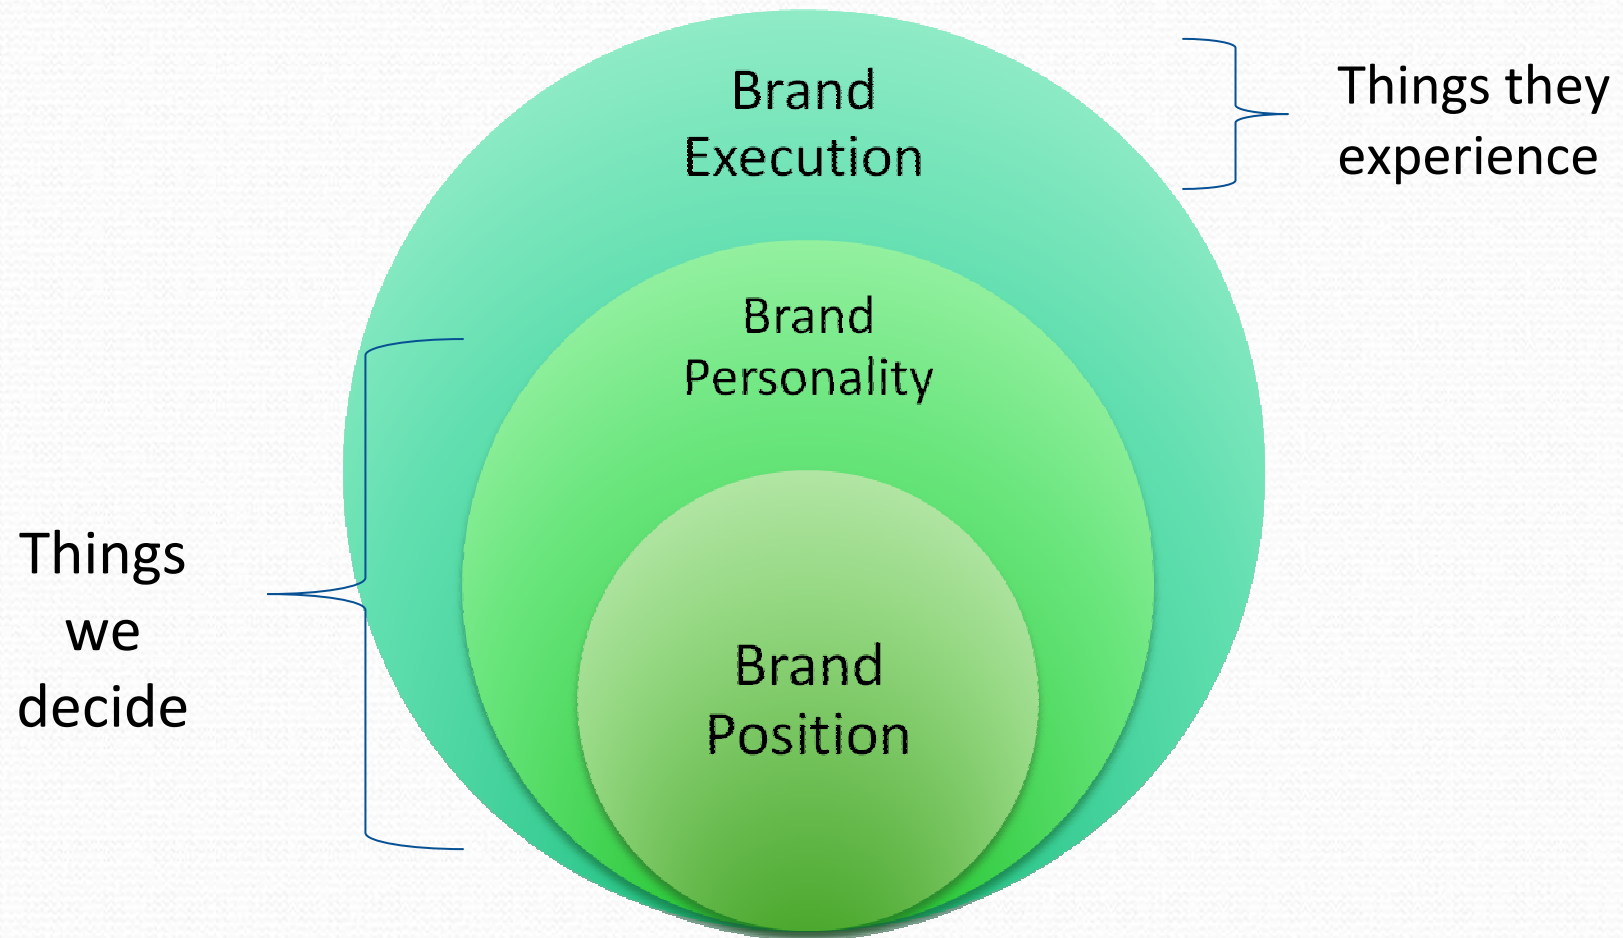 Brand
Execution
Things they
experience
Brand
Personality
Things
we
decide
Brand
Position